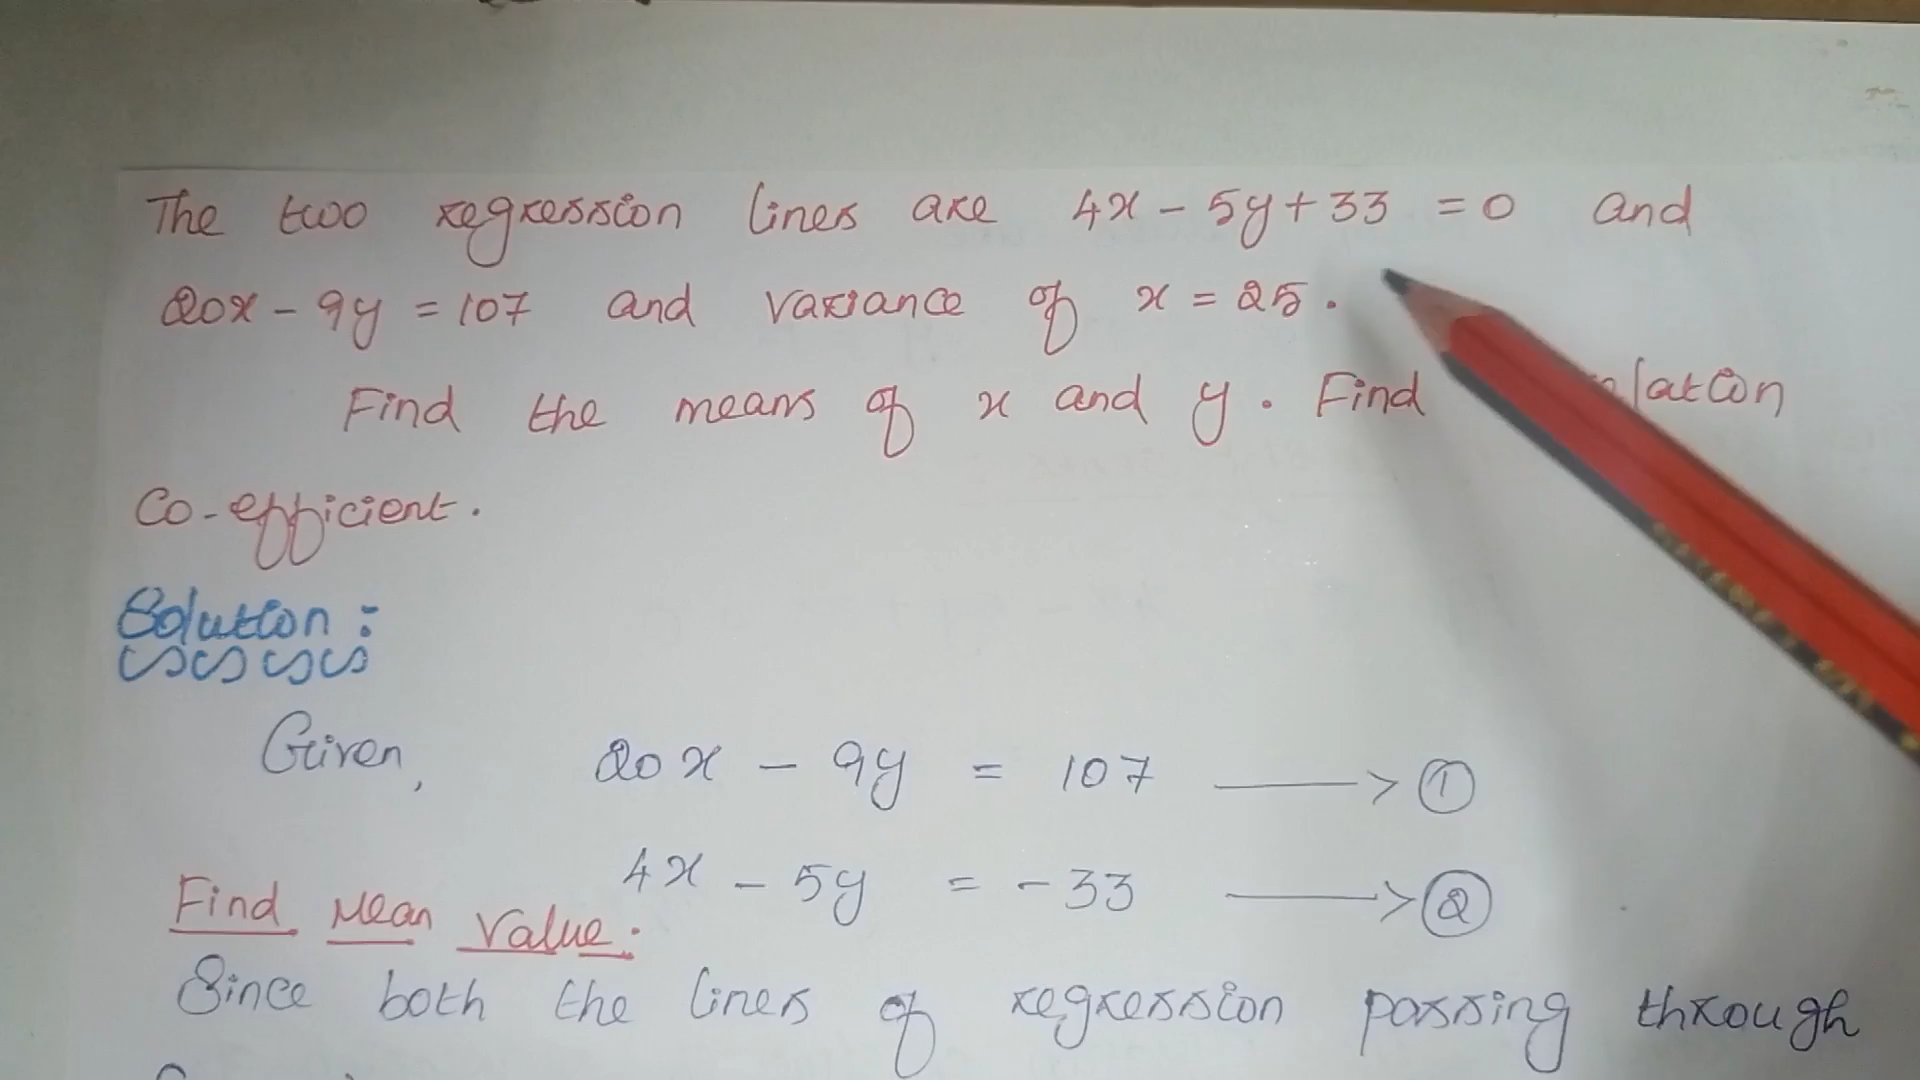 The two regression lines are 4x - 5y + 33 = 0 and
20x - 9y = 107 and variance of x = 25.
Find the means of x and y. Find
Co-efficient.
Solution :
Given, 20x - 9y = 107 ——> ①
4x - 5y = -33 ——> ②
Find Mean Value.
Since both the lines of regression passing through